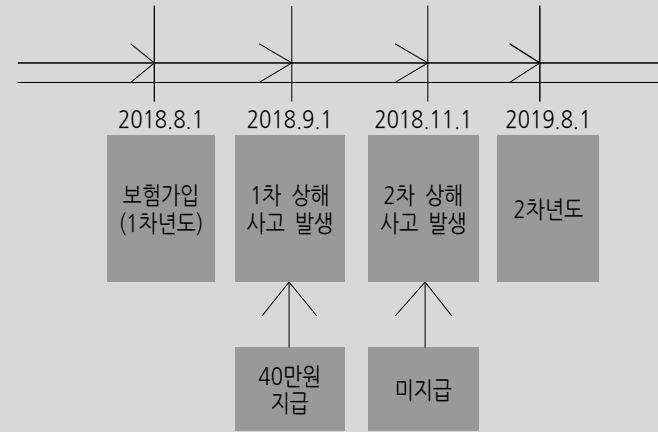 2018.8.1
2018.9.1
2018.11.1
2019.8.1
보험가입
(1차년도)
1차 상해
사고 발생
2차 상해
사고 발생
2차년도
40만원
지급
미지급